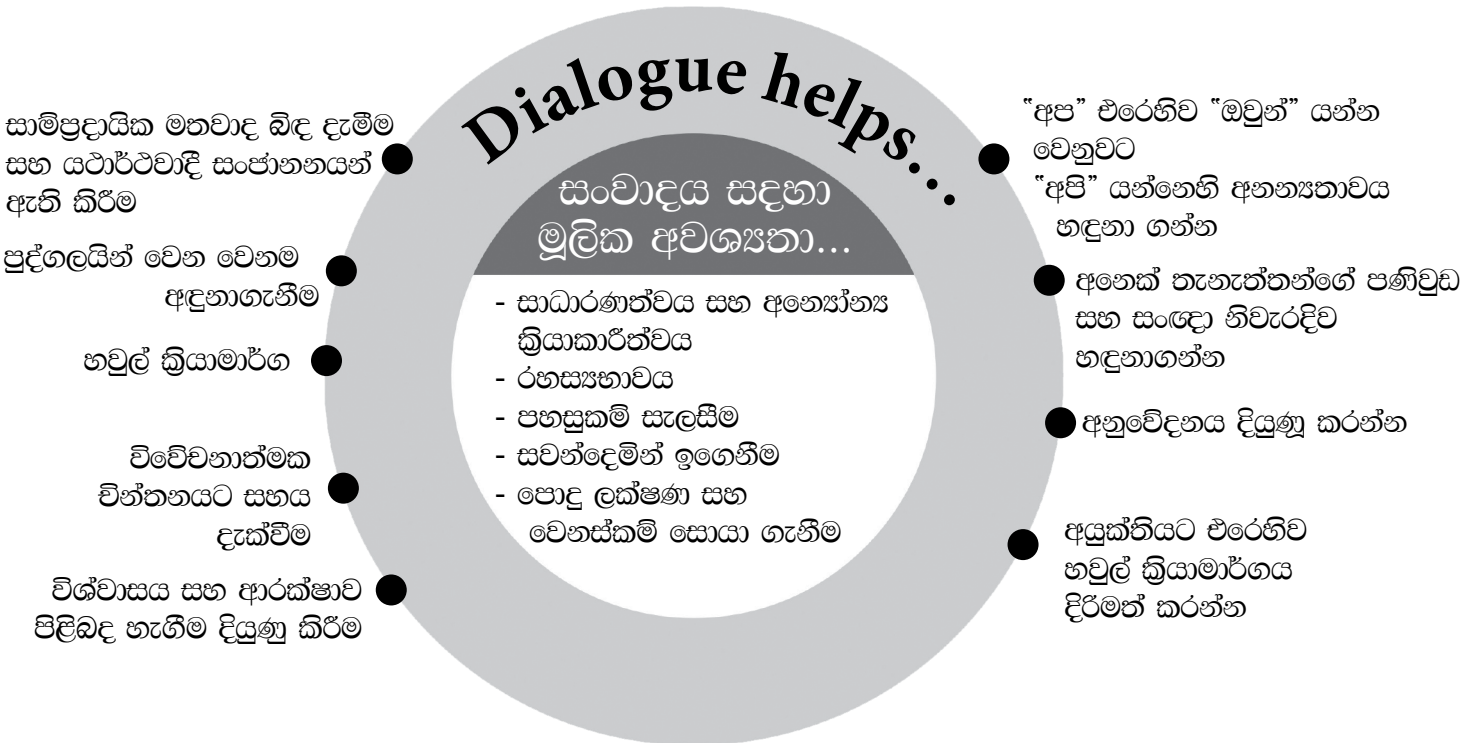 Dialogue helps...
සාම්ප්‍රදායික මතවාද බිඳ දැමීම
සහ යථාර්ථවාදී සංජානනයන්
ඇති කිරීම
පුද්ගලයින් වෙන වෙනම
අඳුනාගැනීම
හවුල් ක්‍රියාමාර්ග
විවේචනාත්මක
චින්තනයට සහය
දැක්වීම
විශ්වාසය සහ ආරක්ෂාව
පිළිබද හැගීම දියුණු කිරීම
සංවාදය සදහා
මූලික අවශ්‍යතා...
- සාධාරණත්වය සහ අන්‍යෝන්‍ය
ක්‍රියාකාරීත්වය
- රහස්‍යභාවය
- පහසුකම් සැලසීම
- සවන්දෙමින් ඉගෙනීම
- පොදු ලක්ෂණ සහ
වෙනස්කම් සොයා ගැනීම
“අප” එරෙහිව “ඔවුන්” යන්න
වෙනුවට
“අපි” යන්නෙහි අනන්‍යතාවය
හඳුනා ගන්න
අනෙක් තැනැත්තන්ගේ පණිවුඩ
සහ සංඥා නිවැරදිව
හඳුනාගන්න
අනුවේදනය දියුණු කරන්න
අයුක්තියට එරෙහිව
හවුල් ක්‍රියාමාර්ගය
දිරිමත් කරන්න